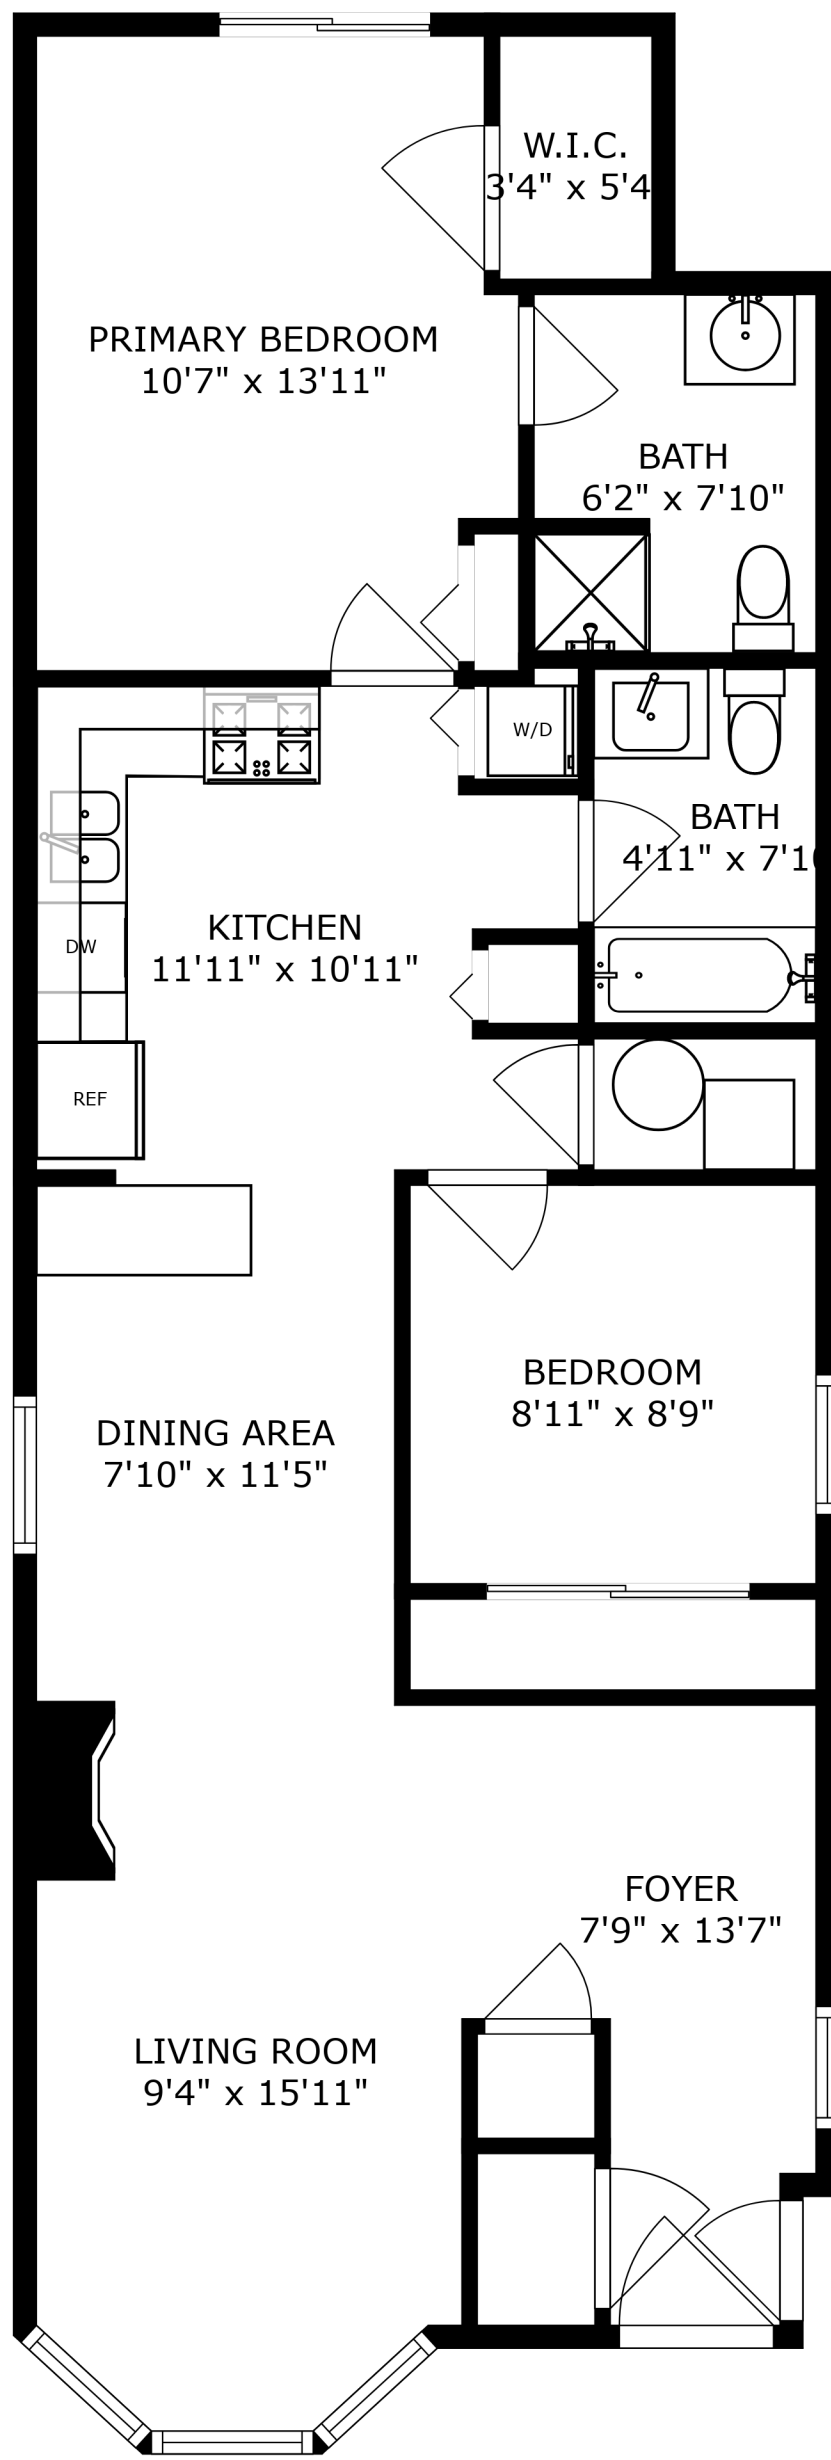 W.I.C.
3'4" x 5'4
PRIMARY BEDROOM
10'7" x 13'11"
BATH
6'2" x 7'10"
W/D
BATH
4'11" x 7'10
KITCHEN
11'11" x 10'11"
DW
REF
BEDROOM
8'11" x 8'9"
DINING AREA
7'10" x 11'5"
FOYER
7'9" x 13'7"
LIVING ROOM
9'4" x 15'11"